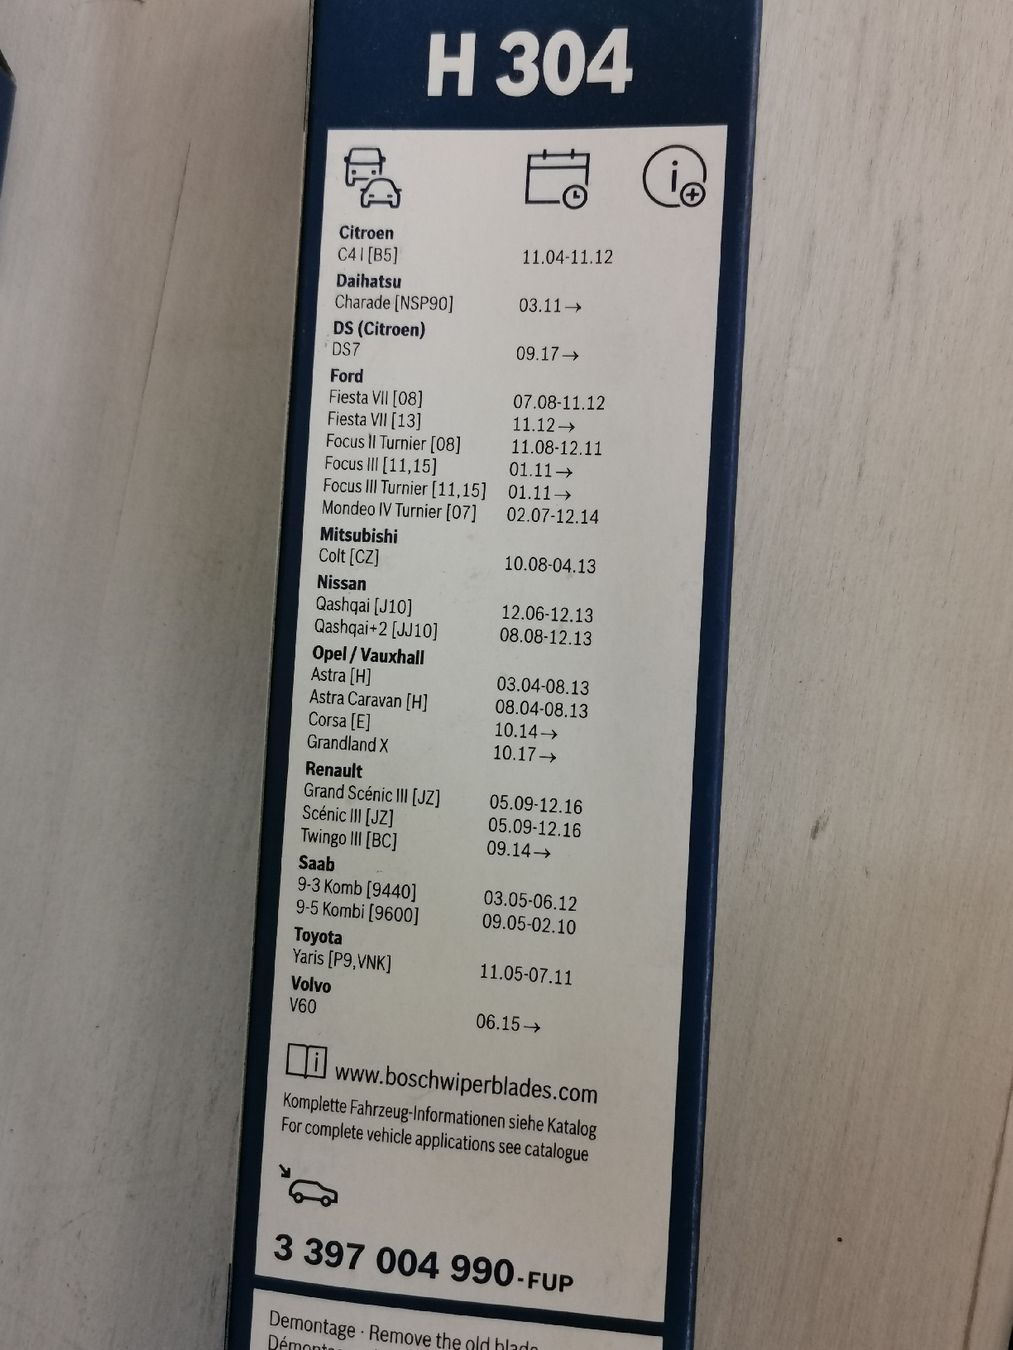 H 304
Citroen
C4 I [B5] 11.04-11.12
Daihatsu
Charade [NSP90] 03.11→
DS (Citroen)
DS7 09.17→
Ford
Fiesta VII [08] 07.08-11.12
Fiesta VII [13] 11.12→
Focus II Turnier [08] 11.08-12.11
Focus III [11,15] 01.11→
Focus III Turnier [11,15] 01.11→
Mondeo IV Turnier [07] 02.07-12.14
Mitsubishi
Colt [CZ] 10.08-04.13
Nissan
Qashqai [J10] 12.06-12.13
Qashqai+2 [JJ10] 08.08-12.13
Opel / Vauxhall
Astra [H] 03.04-08.13
Astra Caravan [H] 08.04-08.13
Corsa [E] 10.14→
Grandland X 10.17→
Renault
Grand Scénic III [JZ] 05.09-12.16
Scénic III [JZ] 05.09-12.16
Twingo III [BC] 09.14→
Saab
9-3 Komb [9440] 03.05-06.12
9-5 Kombi [9600] 09.05-02.10
Toyota
Yaris [P9,VNK] 11.05-07.11
Volvo
V60 06.15→
www.boschwiperblades.com
Komplette Fahrzeug-Informationen siehe Katalog
For complete vehicle applications see catalogue
3 397 004 990-FUP
Demontage · Remove the old blade